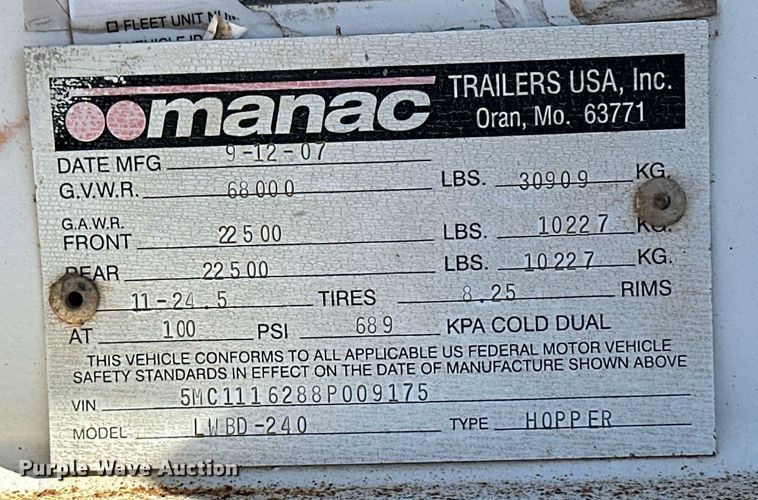 FLEET UNIT NUM
manac TRAILERS USA, Inc.
Oran, Mo. 63771
DATE MFG 9-12-07
G.V.W.R. 68000 LBS. 30909 KG.
G.A.W.R.
FRONT 22500 LBS. 10227 KG.
REAR 22500 LBS. 10227 KG.
11-24.5 TIRES 8.25 RIMS
AT 100 PSI 689 KPA COLD DUAL
THIS VEHICLE CONFORMS TO ALL APPLICABLE US FEDERAL MOTOR VEHICLE
SAFETY STANDARDS IN EFFECT ON THE DATE OF MANUFACTURE SHOWN ABOVE
VIN 5MC1116288P009175
MODEL LWBD-240 TYPE HOPPER
Purple Wave Auction